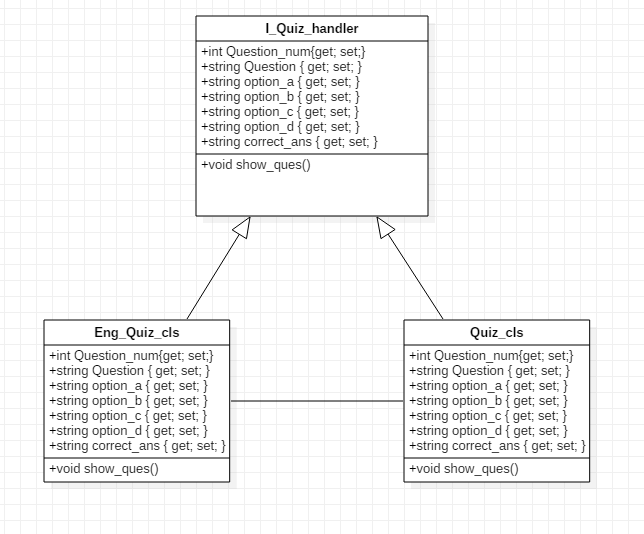 I_Quiz_handler
+int Question_num{get; set;}
+string Question { get; set; }
+string option_a { get; set; }
+string option_b { get; set; }
+string option_c { get; set; }
+string option_d { get; set; }
+string correct_ans { get; set; }
+void show_ques()
Eng_Quiz_cls
+int Question_num{get; set;}
+string Question { get; set; }
+string option_a { get; set; }
+string option_b { get; set; }
+string option_c { get; set; }
+string option_d { get; set; }
+string correct_ans { get; set; }
+void show_ques()
Quiz_cls
+int Question_num{get; set;}
+string Question { get; set; }
+string option_a { get; set; }
+string option_b { get; set; }
+string option_c { get; set; }
+string option_d { get; set; }
+string correct_ans { get; set; }
+void show_ques()